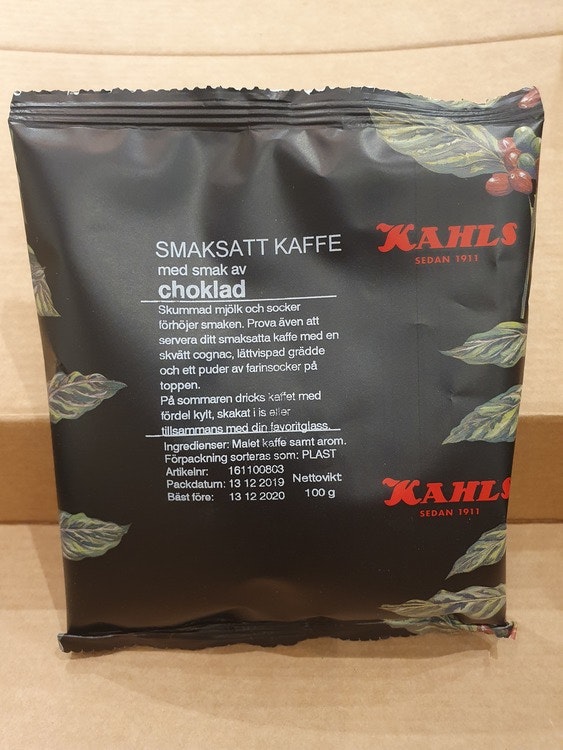 SMAKSATT KAFFE
med smak av
choklad
Skummad mjölk och socker
förhöjer smaken. Prova även att
servera ditt smaksatta kaffe med en
skvätt cognac, lättvispad grädde
och ett puder av farinsocker på
toppen.
På sommaren dricks kaffet med
fördel kylt, skakat i is eller
tillsammans med din favoritglass.
Ingredienser: Malet kaffe samt arom.
Förpackning sorteras som: PLAST
Artikelnr: 161100803
Packdatum: 13 12 2019 Nettovikt:
Bäst före: 13 12 2020 100 g
KAHLS
SEDAN 1911
KAHLS
SEDAN 1911